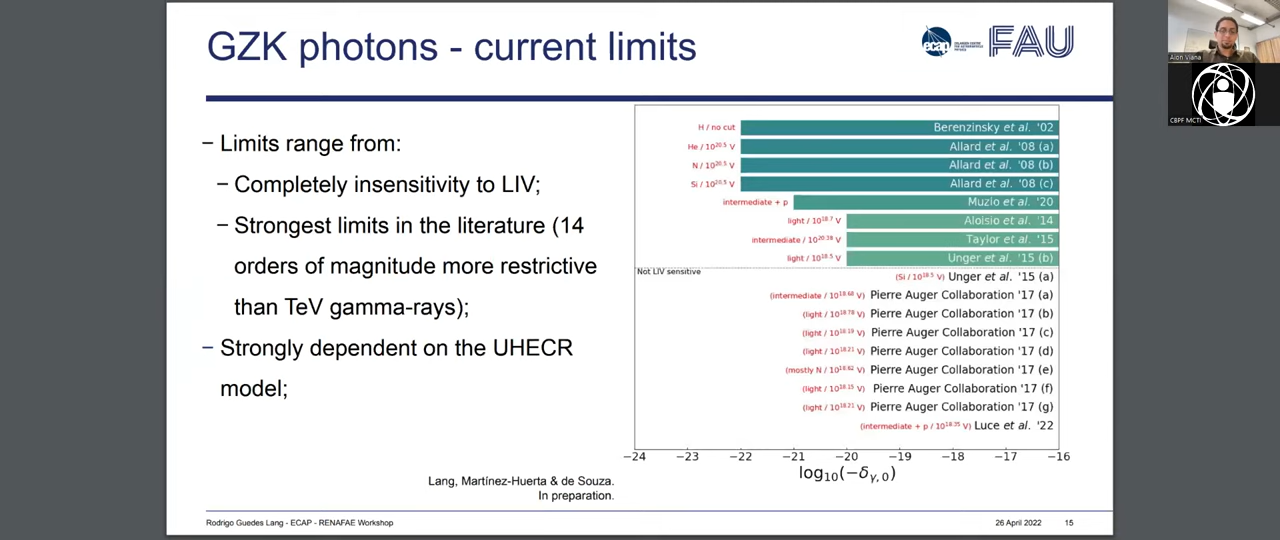 GZK photons - current limits
ecap
FAU
Alon Viana
CBPF MCTI
− Limits range from:
− Completely insensitivity to LIV;
− Strongest limits in the literature (14
orders of magnitude more restrictive
than TeV gamma-rays);
− Strongly dependent on the UHECR
model;
H / no cut Berenzinsky et al. '02
He / 10^20.5 V Allard et al. '08 (a)
N / 10^20.5 V Allard et al. '08 (b)
Si / 10^20.5 V Allard et al. '08 (c)
intermediate + p Muzio et al. '20
light / 10^18.7 V Aloisio et al. '14
intermediate / 10^20.38 V Taylor et al. '15
light / 10^18.5 V Unger et al. '15 (b)
Not LIV sensitive
(Si / 10^18.5 V) Unger et al. '15 (a)
(intermediate / 10^18.68 V) Pierre Auger Collaboration '17 (a)
(light / 10^18.78 V) Pierre Auger Collaboration '17 (b)
(light / 10^18.19 V) Pierre Auger Collaboration '17 (c)
(light / 10^18.21 V) Pierre Auger Collaboration '17 (d)
(mostly N / 10^18.62 V) Pierre Auger Collaboration '17 (e)
(light / 10^18.15 V) Pierre Auger Collaboration '17 (f)
(light / 10^18.21 V) Pierre Auger Collaboration '17 (g)
(intermediate + p / 10^18.35 V) Luce et al. '22
−24 −23 −22 −21 −20 −19 −18 −17 −16
log₁₀(−δγ,0)
Lang, Martínez-Huerta & de Souza.
In preparation.
Rodrigo Guedes Lang - ECAP - RENAFAE Workshop
26 April 2022 15